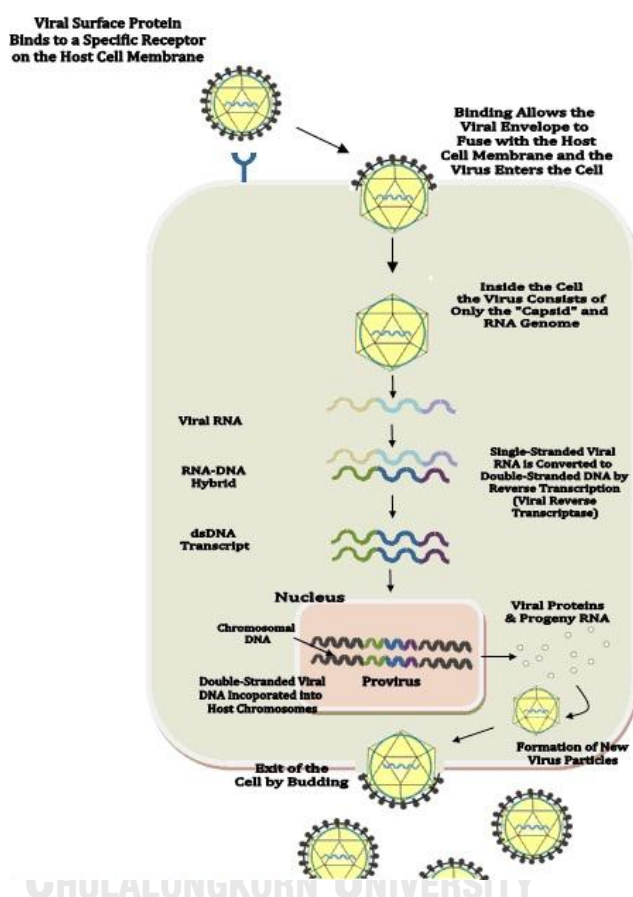 Viral Surface Protein
Binds to a Specific Receptor
on the Host Cell Membrane
Binding Allows the
Viral Envelope to
Fuse with the Host
Cell Membrane and the
Virus Enters the Cell
Inside the Cell
the Virus Consists of
Only the "Capsid" and
RNA Genome
Viral RNA
RNA-DNA
Hybrid
Single-Stranded Viral
RNA is Converted to
Double-Stranded DNA by
Reverse Transcription
(Viral Reverse
Transcriptase)
dsDNA
Transcript
Nucleus
Chromosomal
DNA
Double-Stranded Viral
DNA Incoporated into
Host Chromosomes
Provirus
Viral Proteins
& Progeny RNA
Formation of New
Virus Particles
Exit of the
Cell by Budding
CHULALONGKORN UNIVERSITY